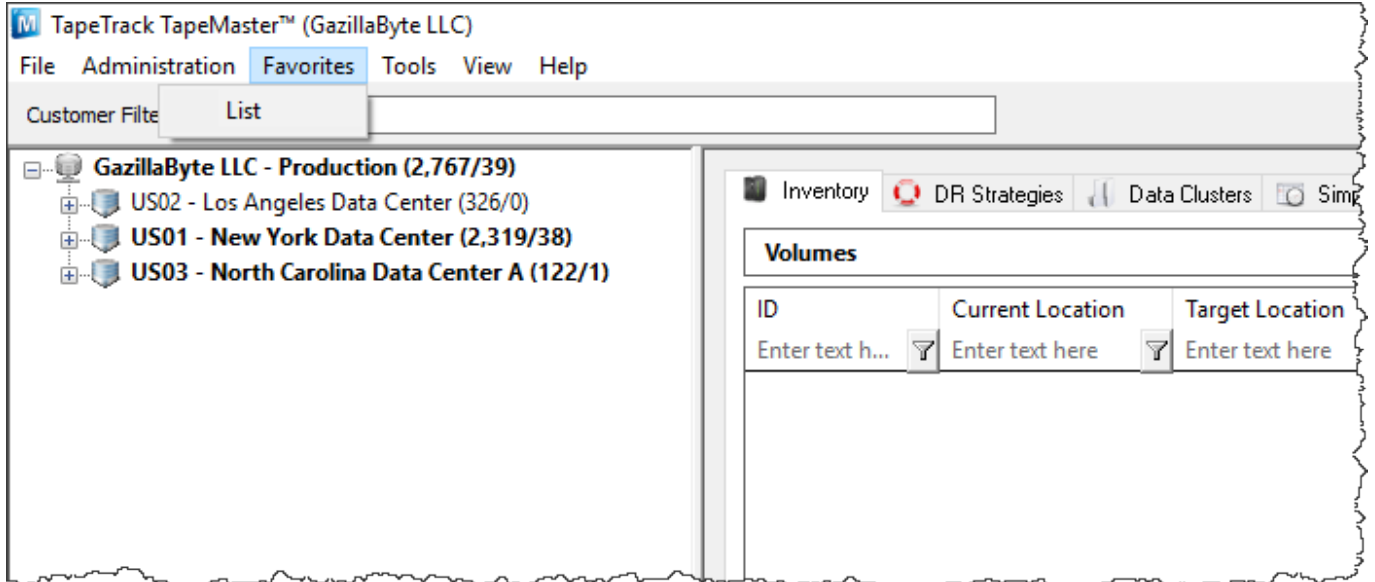 M TapeTrack TapeMaster™ (GazillaByte LLC)
File Administration Favorites Tools View Help
Customer Filte
List
GazillaByte LLC - Production (2,767/39)
US02 - Los Angeles Data Center (326/0)
US01 - New York Data Center (2,319/38)
US03 - North Carolina Data Center A (122/1)
Inventory DR Strategies Data Clusters Sim
Volumes
ID Current Location Target Location
Enter text h... Enter text here Enter text here